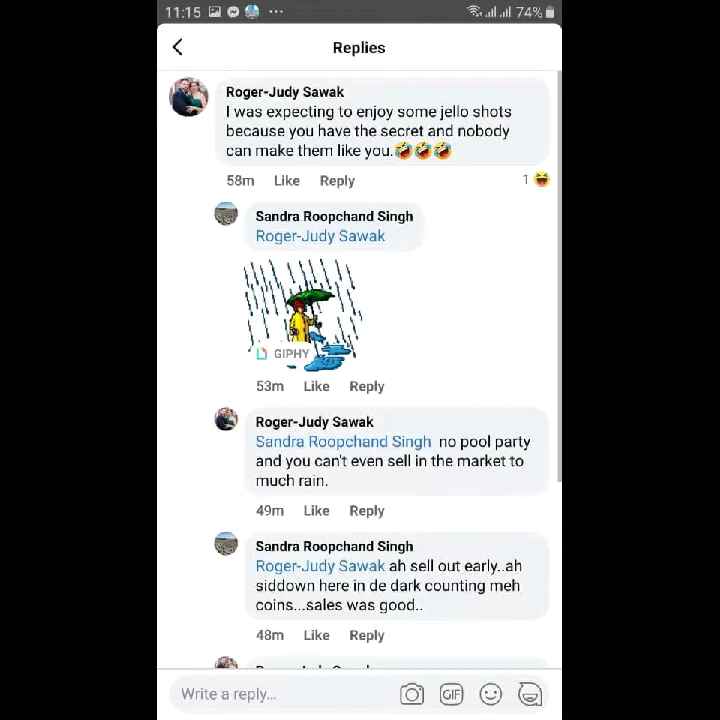 11:15 74%
Replies
Roger-Judy Sawak
I was expecting to enjoy some jello shots
because you have the secret and nobody
can make them like you.🤣🤣🤣
58m Like Reply 1
Sandra Roopchand Singh
Roger-Judy Sawak
GIPHY
53m Like Reply
Roger-Judy Sawak
Sandra Roopchand Singh no pool party
and you can't even sell in the market to
much rain.
49m Like Reply
Sandra Roopchand Singh
Roger-Judy Sawak ah sell out early..ah
siddown here in de dark counting meh
coins...sales was good..
48m Like Reply
Write a reply...
GIF